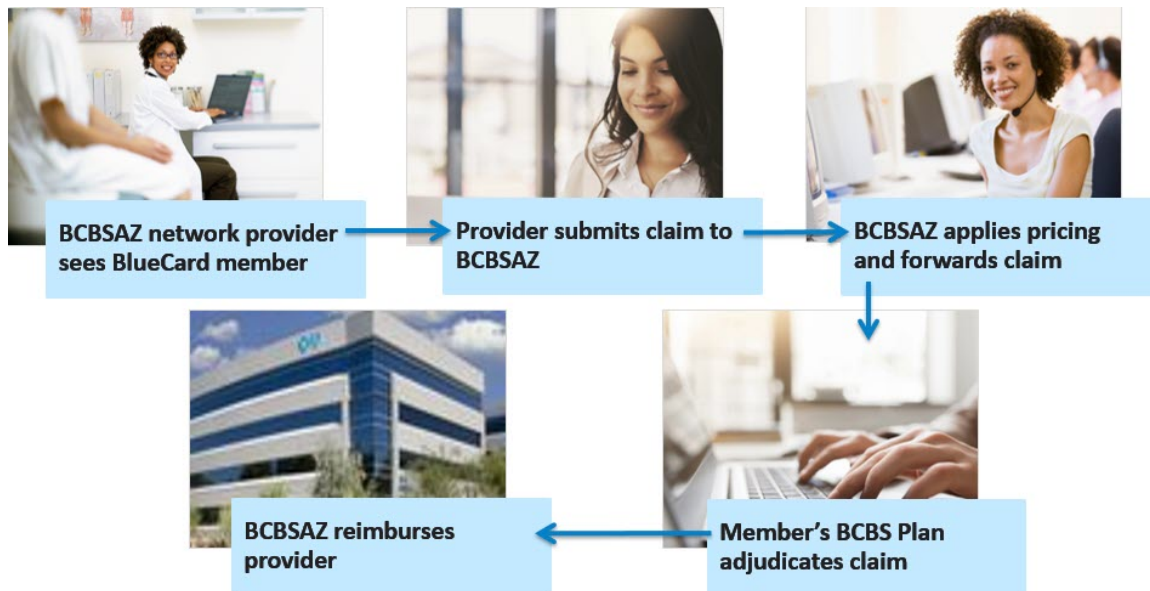 BCBSAZ network provider
sees BlueCard member
Provider submits claim to
BCBSAZ
BCBSAZ applies pricing
and forwards claim
Member’s BCBS Plan
adjudicates claim
BCBSAZ reimburses
provider